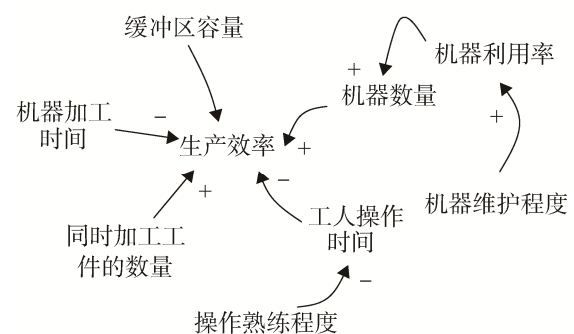 缓冲区容量
机器利用率
+
机器数量
机器加工
时间
−
生产效率
+
+
−
+
机器维护程度
工人操作
时间
同时加工工
件的数量
−
操作熟练程度